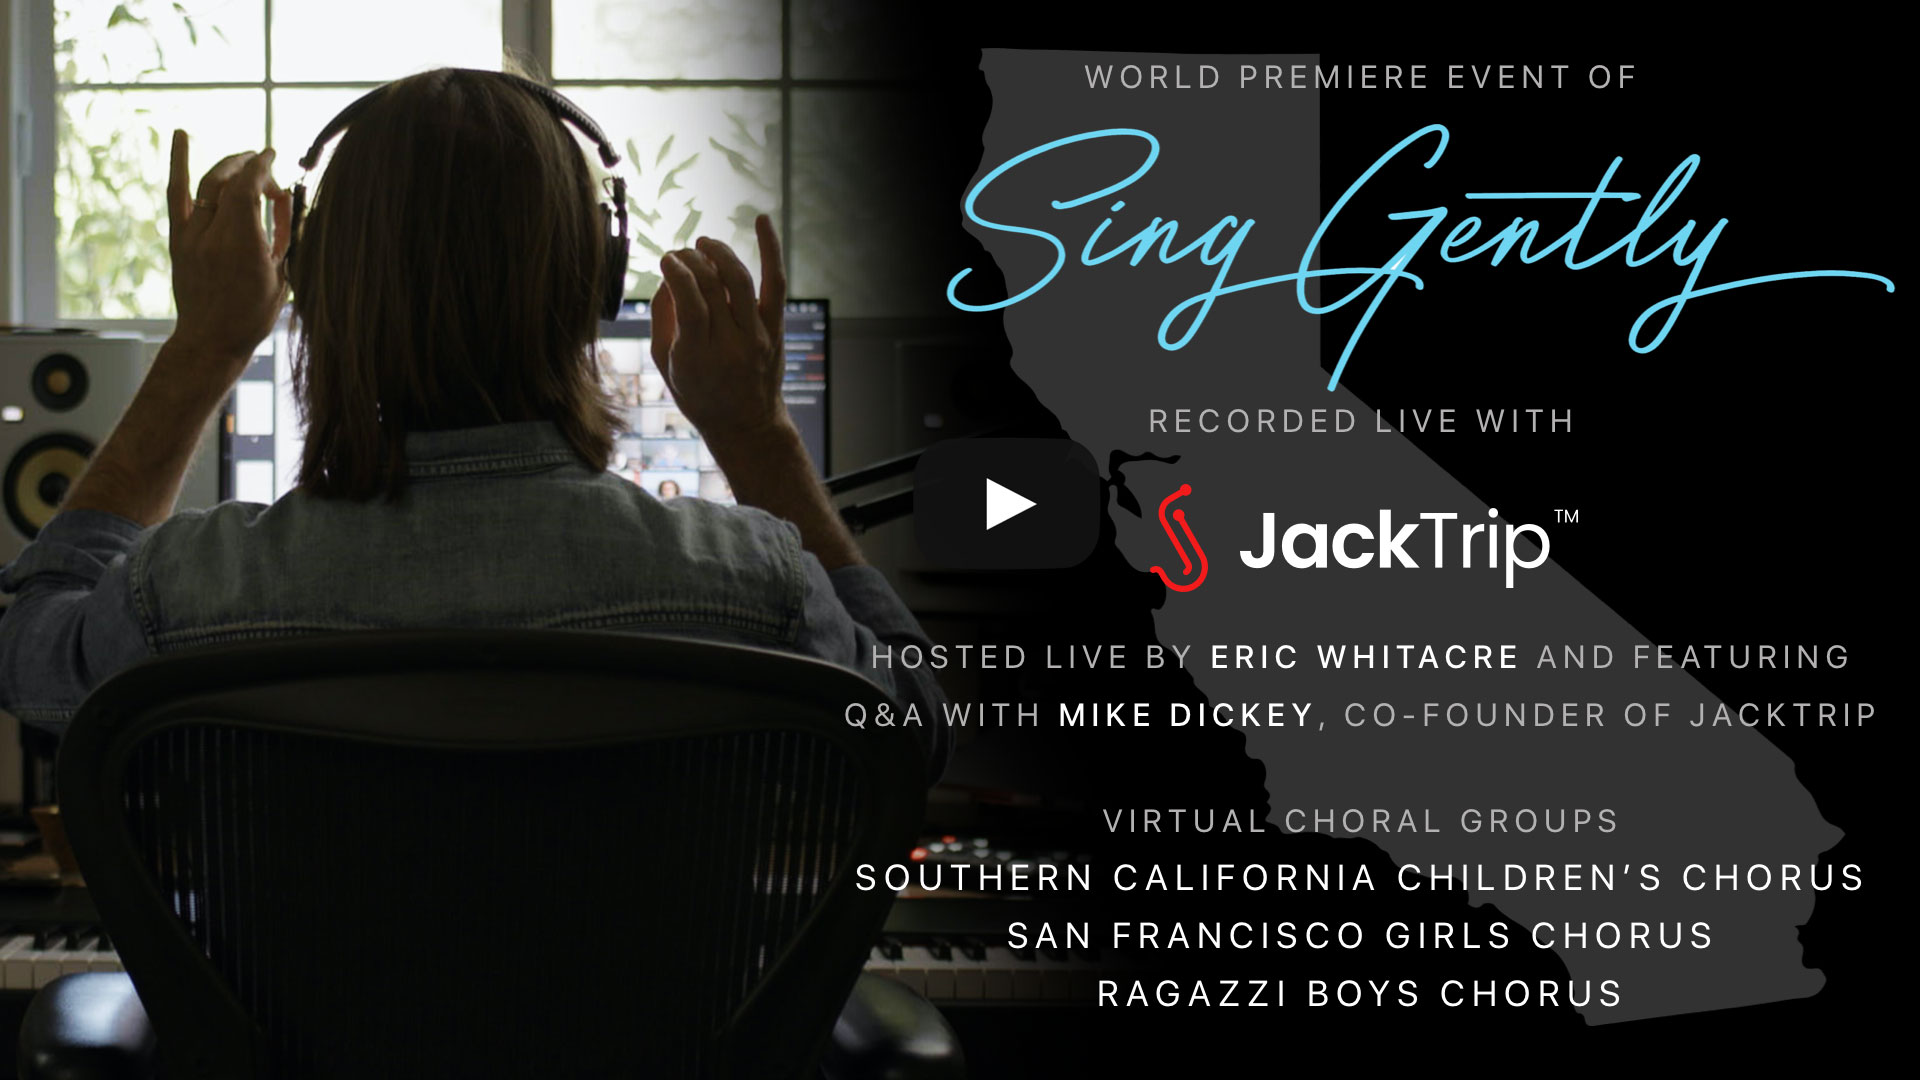 WORLD PREMIERE EVENT OF
Sing Gently
RECORDED LIVE WITH
JackTrip™
HOSTED LIVE BY ERIC WHITACRE AND FEATURING
Q&A WITH MIKE DICKEY, CO-FOUNDER OF JACKTRIP
VIRTUAL CHORAL GROUPS
SOUTHERN CALIFORNIA CHILDREN’S CHORUS
SAN FRANCISCO GIRLS CHORUS
RAGAZZI BOYS CHORUS